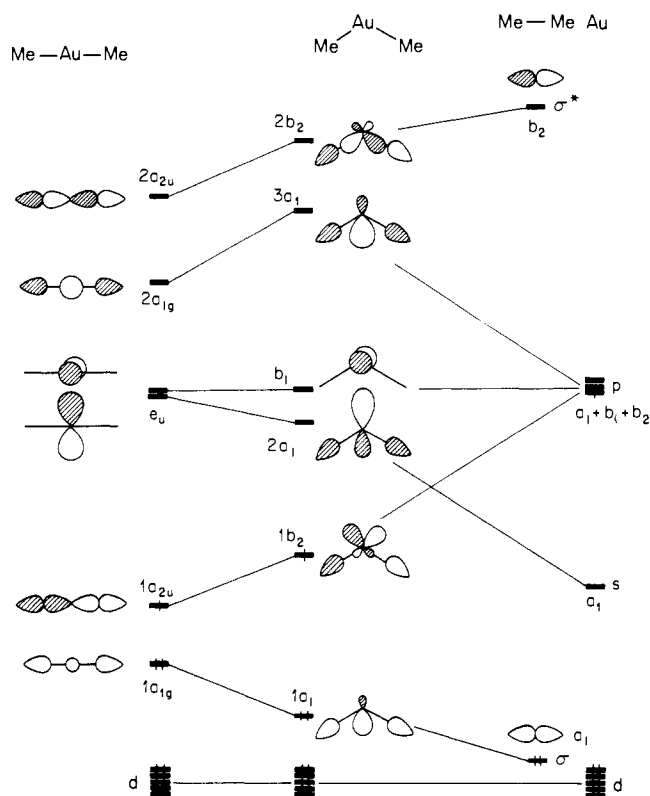 Me — Au — Me
Au
Me Me
Me — Me Au
σ*
b₂
2b₂
2a₂ᵤ
3a₁
2a₁g
p
b₁
a₁ + b₁ + b₂
eᵤ
2a₁
1b₂
s
a₁
1a₂ᵤ
1a₁g
1a₁
a₁
σ
d
d